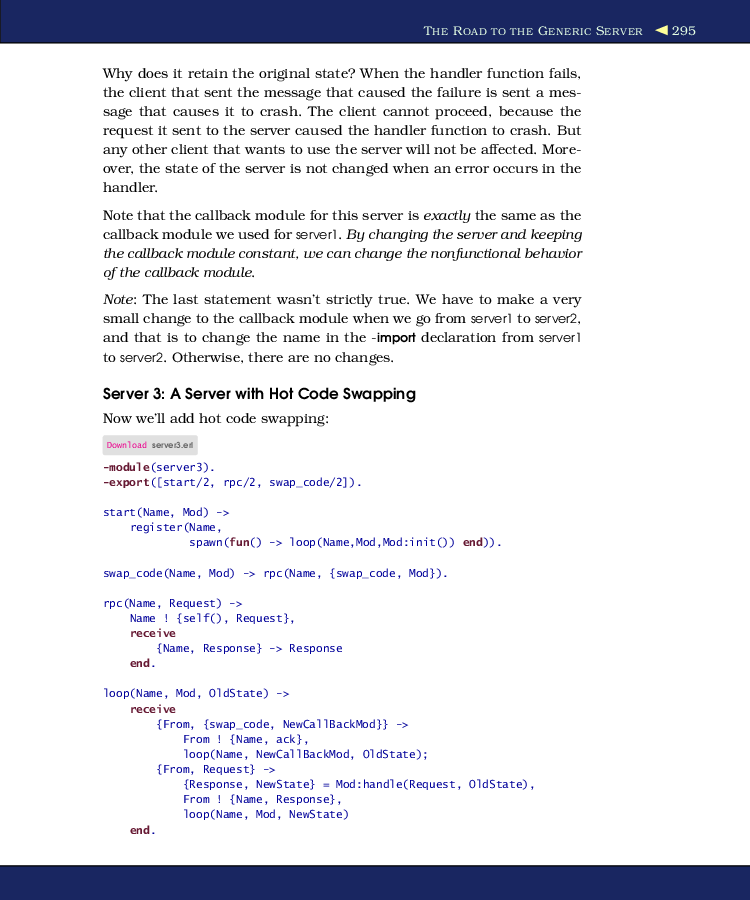 THE ROAD TO THE GENERIC SERVER ◀ 295
Why does it retain the original state? When the handler function fails,
the client that sent the message that caused the failure is sent a mes-
sage that causes it to crash. The client cannot proceed, because the
request it sent to the server caused the handler function to crash. But
any other client that wants to use the server will not be affected. More-
over, the state of the server is not changed when an error occurs in the
handler.
Note that the callback module for this server is exactly the same as the
callback module we used for server1. By changing the server and keeping
the callback module constant, we can change the nonfunctional behavior
of the callback module.
Note: The last statement wasn't strictly true. We have to make a very
small change to the callback module when we go from server1 to server2,
and that is to change the name in the -import declaration from server1
to server2. Otherwise, there are no changes.
Server 3: A Server with Hot Code Swapping
Now we'll add hot code swapping:
Download server3.erl
-module(server3).
-export([start/2, rpc/2, swap_code/2]).
start(Name, Mod) ->
    register(Name,
             spawn(fun() -> loop(Name,Mod,Mod:init()) end)).
swap_code(Name, Mod) -> rpc(Name, {swap_code, Mod}).
rpc(Name, Request) ->
    Name ! {self(), Request},
    receive
        {Name, Response} -> Response
    end.
loop(Name, Mod, OldState) ->
    receive
        {From, {swap_code, NewCallBackMod}} ->
            From ! {Name, ack},
            loop(Name, NewCallBackMod, OldState);
        {From, Request} ->
            {Response, NewState} = Mod:handle(Request, OldState),
            From ! {Name, Response},
            loop(Name, Mod, NewState)
    end.